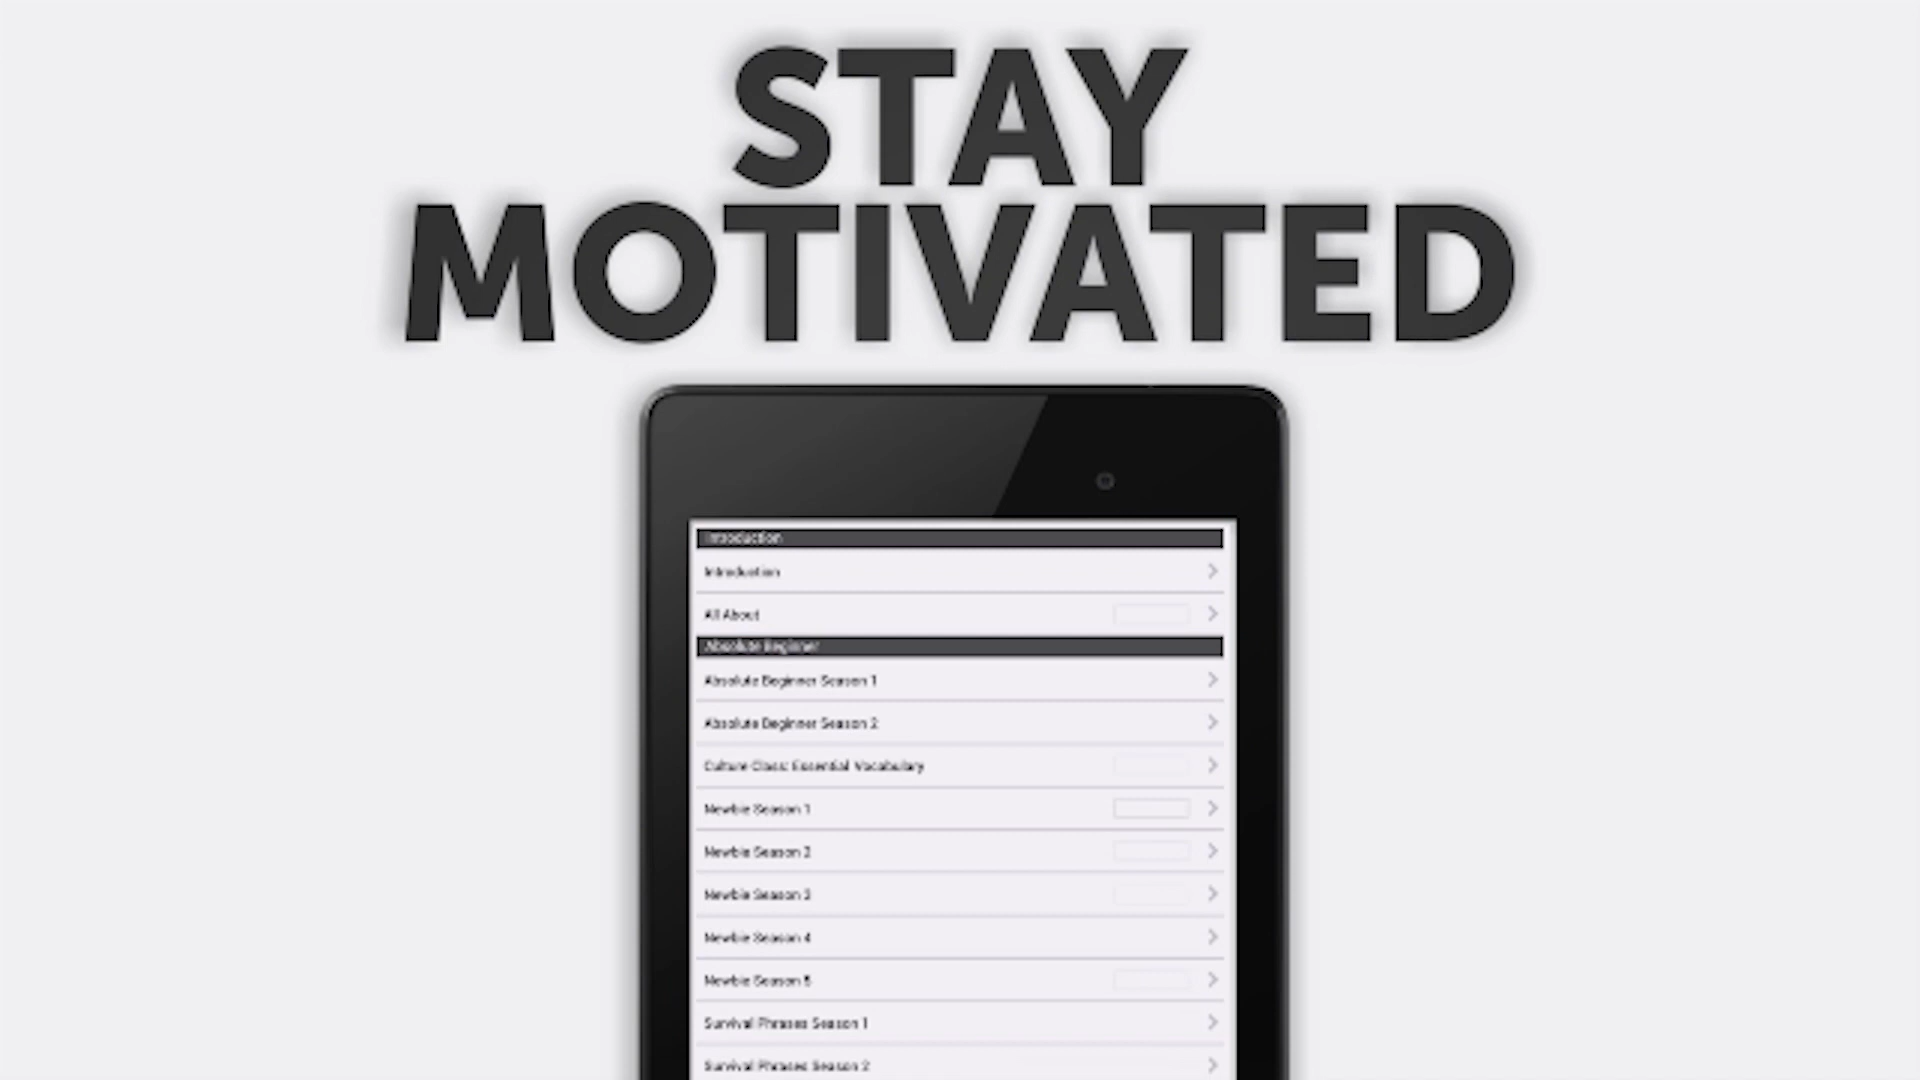 STAY
MOTIVATED
Introduction
Introduction
All About
Absolute Beginner
Absolute Beginner Season 1
Absolute Beginner Season 2
Culture Class: Essential Vocabulary
Newbie Season 1
Newbie Season 2
Newbie Season 3
Newbie Season 4
Newbie Season 5
Survival Phrases Season 1
Survival Phrases Season 2